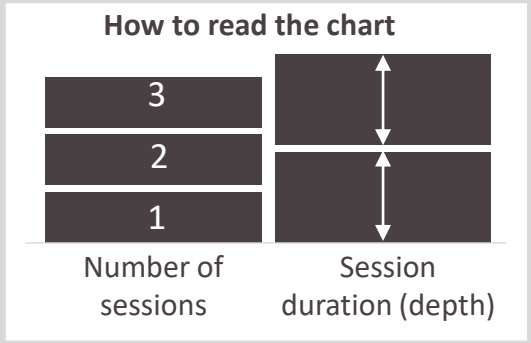 How to read the chart
3
2
1
Number of
sessions
Session
duration (depth)